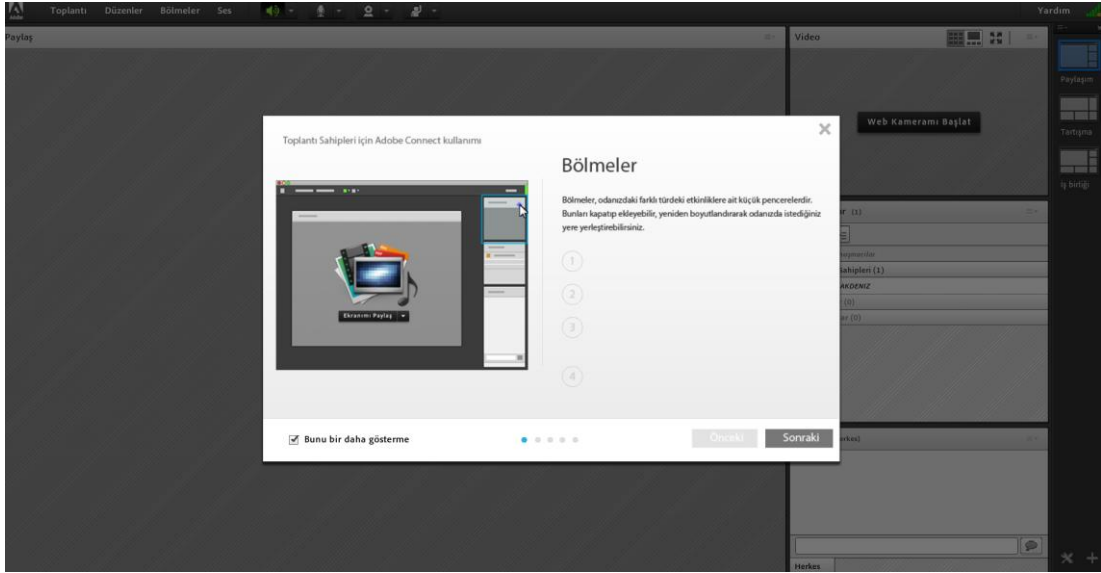 Adobe
Toplantı Düzenler Bölmeler Ses Yardım
Paylaş
Video
Web Kameramı Başlat
Paylaşım
Tartışma
İş birliği
Toplantı Sahipleri için Adobe Connect kullanımı
Bölmeler
Bölmeler, odanızdaki farklı türdeki etkinliklere ait küçük pencerelerdir.
Bunları kapatıp ekleyebilir, yeniden boyutlandırarak odanızda istediğiniz
yere yerleştirebilirsiniz.
1
2
3
4
Ekranımı Paylaş
Bunu bir daha gösterme
Önceki Sonraki
(1)
Sahipleri (1)
AKDENIZ
(0)
(0)
Herkes